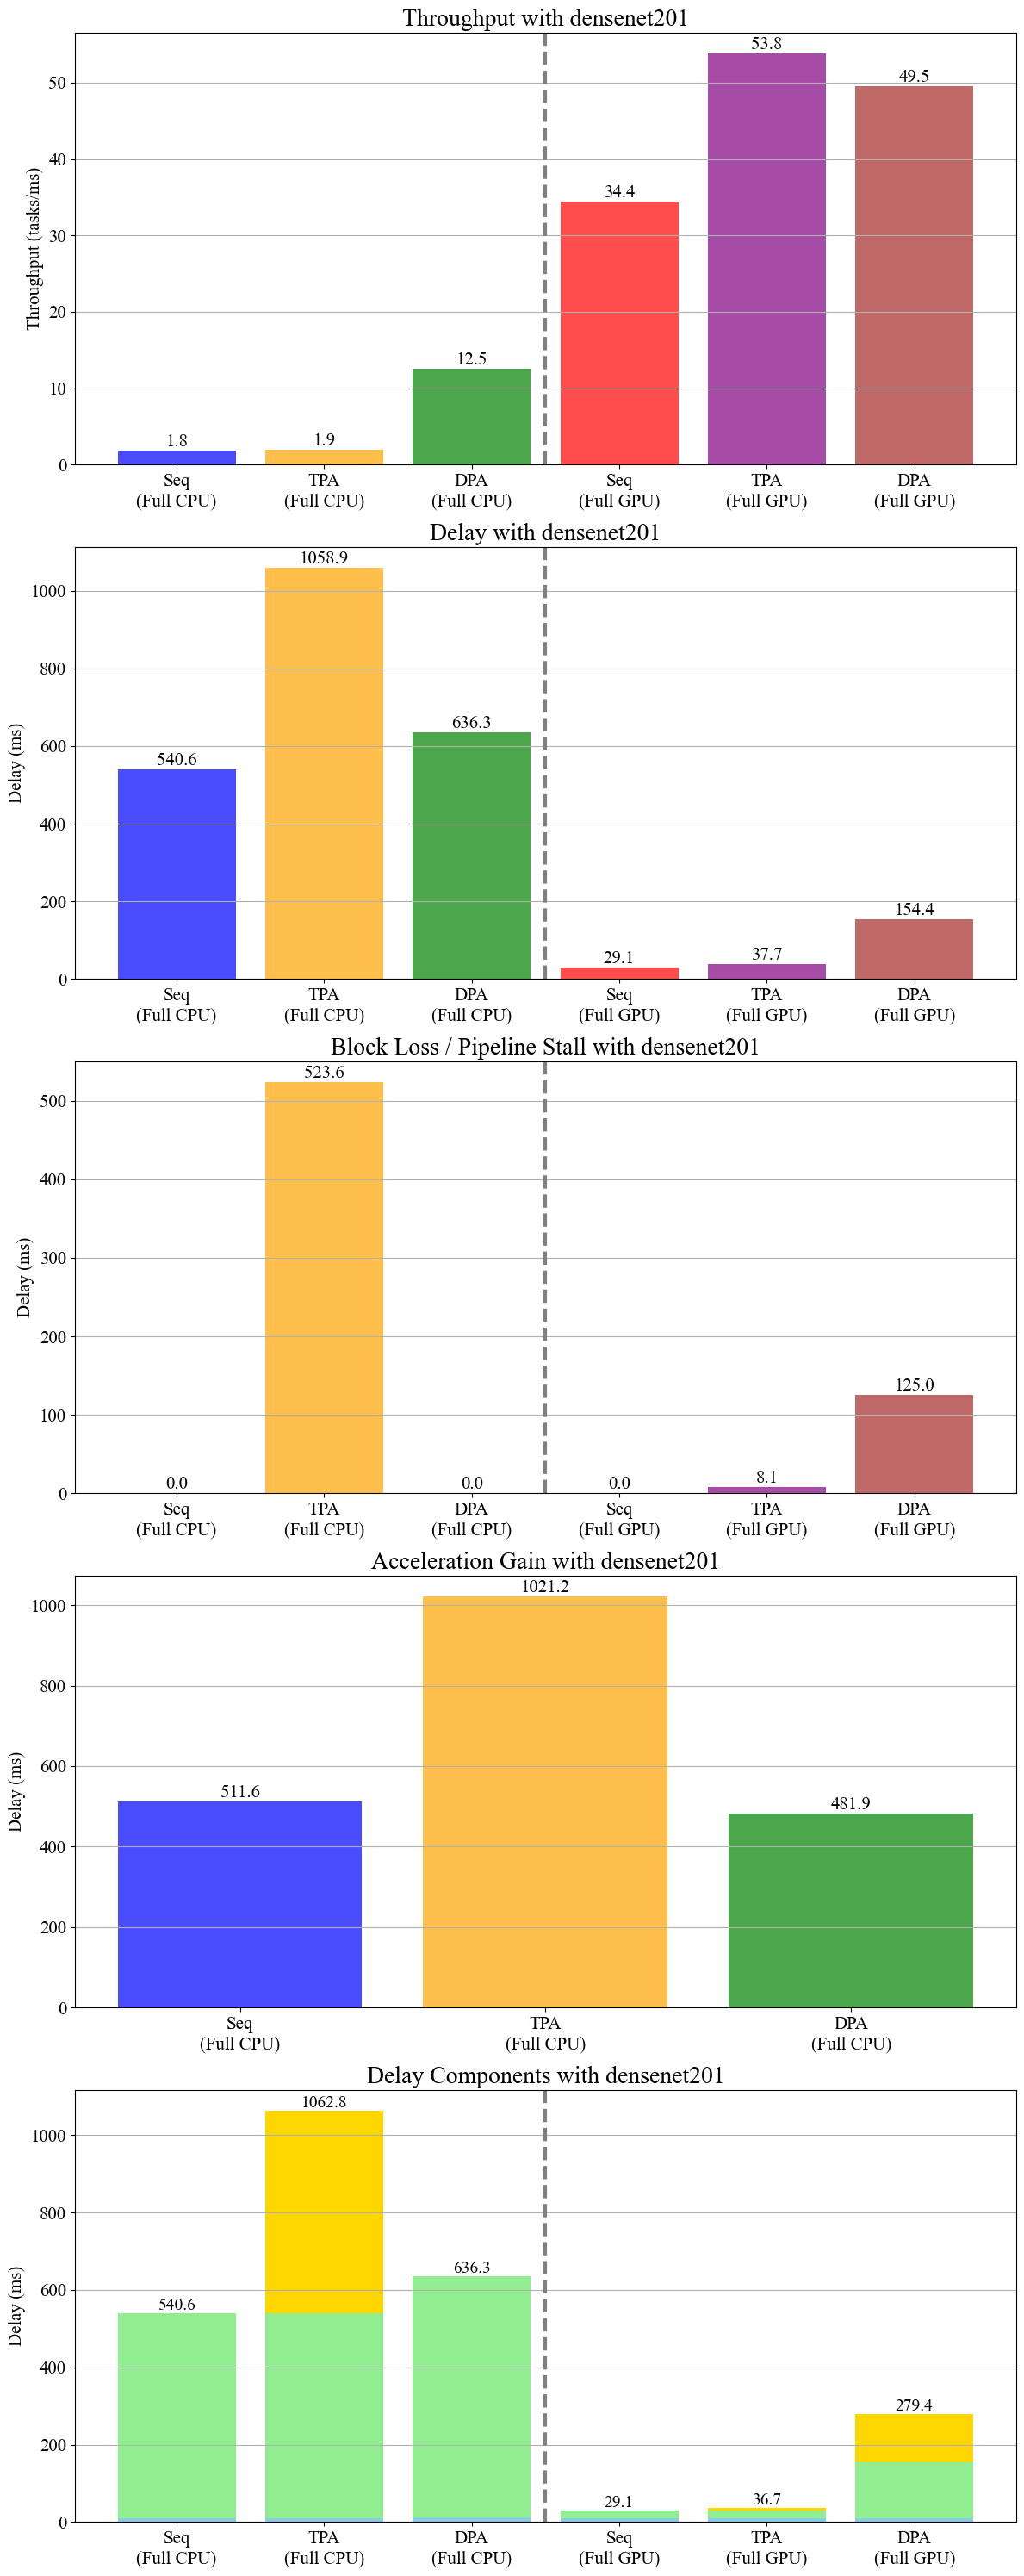 Throughput with densenet201
Throughput (tasks/ms)
50
40
30
20
10
0
1.8
1.9
12.5
34.4
53.8
49.5
Seq
(Full CPU)
TPA
(Full CPU)
DPA
(Full CPU)
Seq
(Full GPU)
TPA
(Full GPU)
DPA
(Full GPU)
Delay with densenet201
Delay (ms)
1000
800
600
400
200
0
540.6
1058.9
636.3
29.1
37.7
154.4
Seq
(Full CPU)
TPA
(Full CPU)
DPA
(Full CPU)
Seq
(Full GPU)
TPA
(Full GPU)
DPA
(Full GPU)
Block Loss / Pipeline Stall with densenet201
Delay (ms)
500
400
300
200
100
0
0.0
523.6
0.0
0.0
8.1
125.0
Seq
(Full CPU)
TPA
(Full CPU)
DPA
(Full CPU)
Seq
(Full GPU)
TPA
(Full GPU)
DPA
(Full GPU)
Acceleration Gain with densenet201
Delay (ms)
1000
800
600
400
200
0
511.6
1021.2
481.9
Seq
(Full CPU)
TPA
(Full CPU)
DPA
(Full CPU)
Delay Components with densenet201
Delay (ms)
1000
800
600
400
200
0
540.6
1062.8
636.3
29.1
36.7
279.4
Seq
(Full CPU)
TPA
(Full CPU)
DPA
(Full CPU)
Seq
(Full GPU)
TPA
(Full GPU)
DPA
(Full GPU)